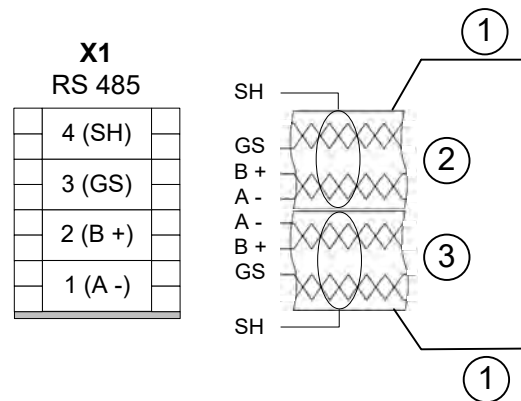 X1
RS 485
4 (SH)
3 (GS)
2 (B +)
1 (A -)
1
SH
GS
B +
A -
2
A -
B +
GS
3
SH
1